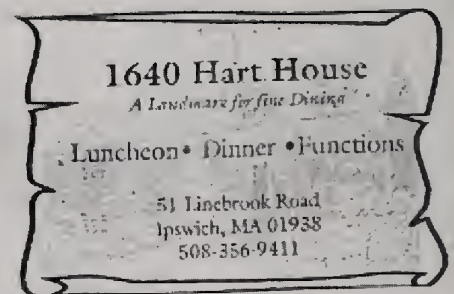 1640 Hart House
A Landmark for fine Dining
Luncheon • Dinner • Functions
51 Linebrook Road
Ipswich, MA 01938
508-356-9411